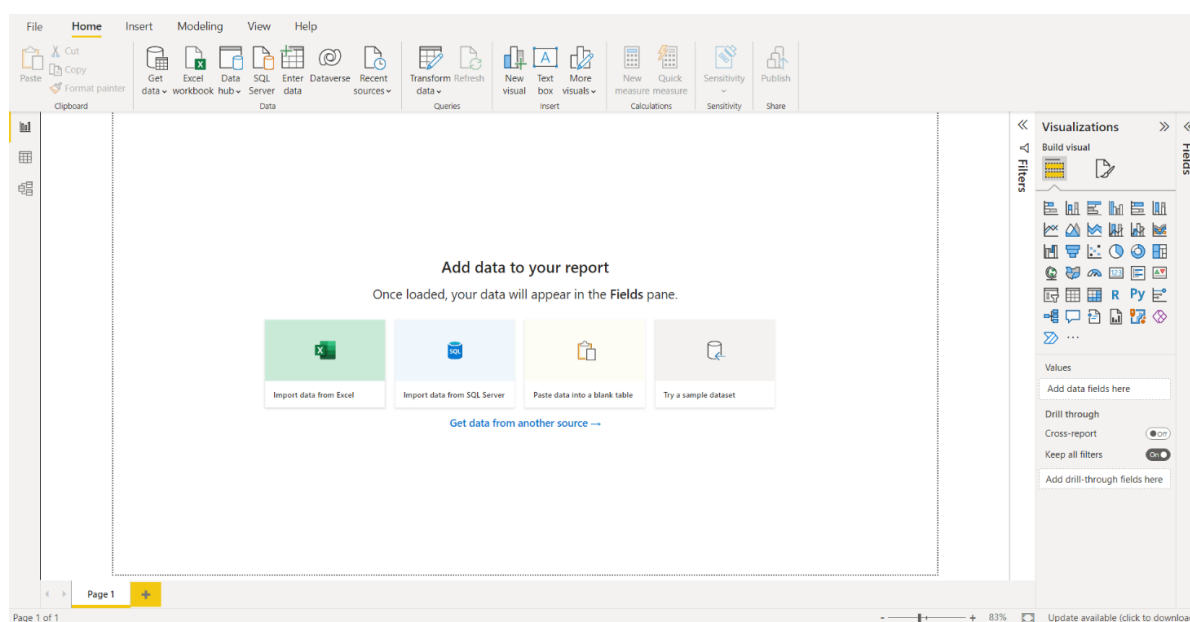 File Home Insert Modeling View Help
Paste
Cut
Copy
Format painter
Clipboard
Get data
Excel workbook
Data hub
SQL Server
Enter data
Dataverse
Recent sources
Data
Transform data
Refresh
Queries
New visual
Text box
More visuals
Insert
New measure
Quick measure
Calculations
Sensitivity
Sensitivity
Publish
Share
Filters
Visualizations
Build visual
Fields
123
R Py
Values
Add data fields here
Drill through
Cross-report Off
Keep all filters On
Add drill-through fields here
Add data to your report
Once loaded, your data will appear in the Fields pane.
SQL
Import data from Excel
Import data from SQL Server
Paste data into a blank table
Try a sample dataset
Get data from another source →
Page 1 +
Page 1 of 1
- + 83%
Update available (click to downloa